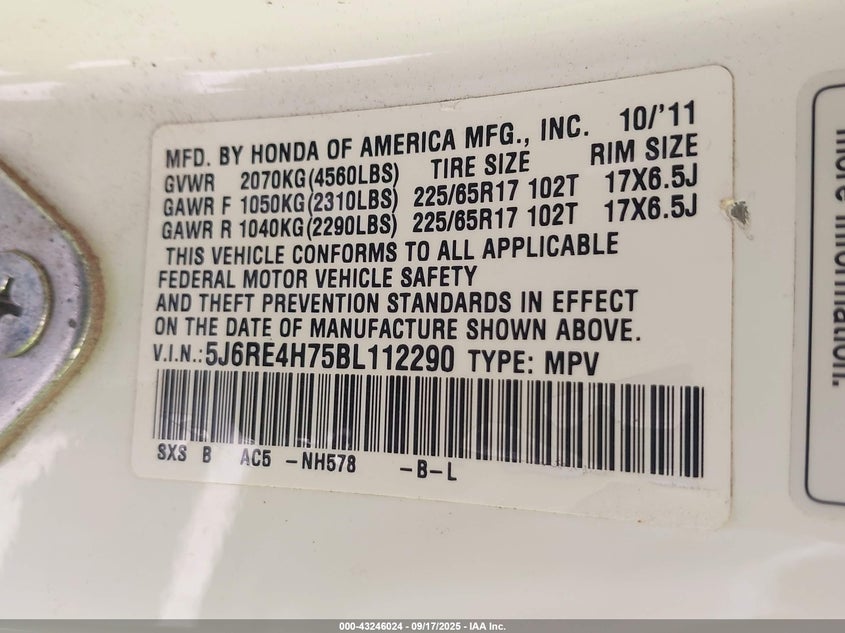 MFD. BY HONDA OF AMERICA MFG., INC. 10/'11
GVWR 2070KG(4560LBS) TIRE SIZE RIM SIZE
GAWR F 1050KG(2310LBS) 225/65R17 102T 17X6.5J
GAWR R 1040KG(2290LBS) 225/65R17 102T 17X6.5J
THIS VEHICLE CONFORMS TO ALL APPLICABLE
FEDERAL MOTOR VEHICLE SAFETY
AND THEFT PREVENTION STANDARDS IN EFFECT
ON THE DATE OF MANUFACTURE SHOWN ABOVE.
V.I.N.: 5J6RE4H75BL112290 TYPE: MPV
SXS B AC5 -NH578 -B-L
more information.
000-43246024 - 09/17/2025 - IAA Inc.